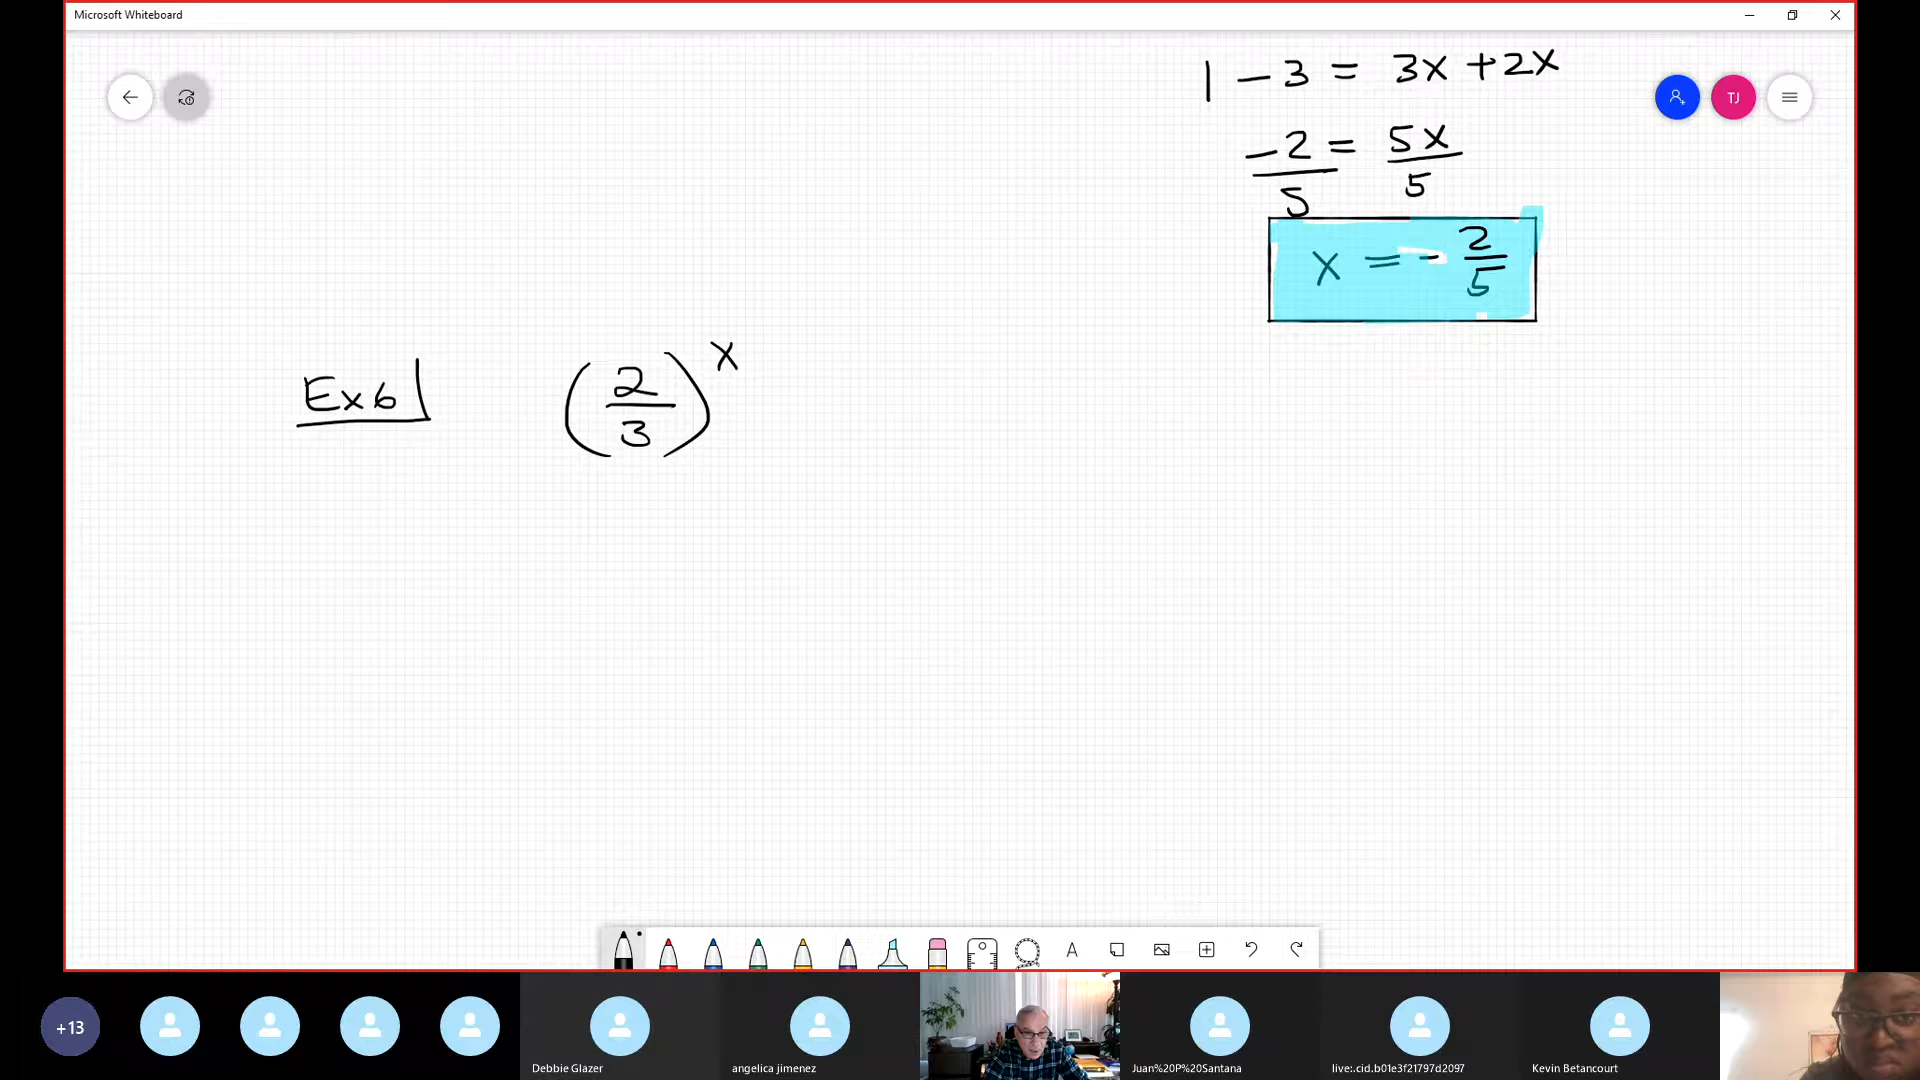 Microsoft Whiteboard
1 - 3 = 3x + 2x
-2/5 = 5x/5
x = - 2/5
TJ
Ex 6 (2/3)^x
A
+13
Debbie Glazer
angelica jimenez
Juan%20P%20Santana
live:.cid.b01e3f21797d2097
Kevin Betancourt